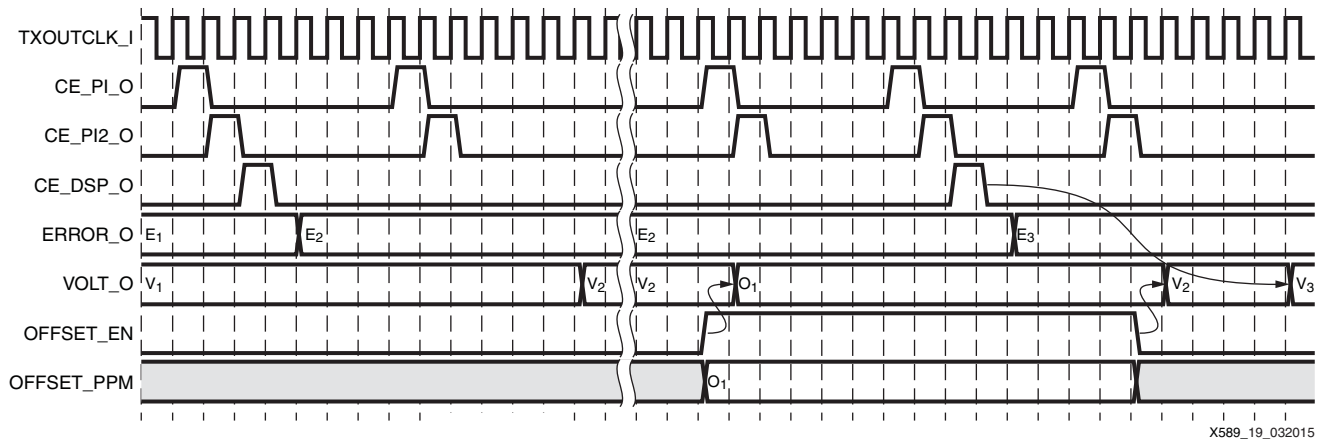 TXOUTCLK_I
CE_PI_O
CE_PI2_O
CE_DSP_O
ERROR_O E1 E2 E2 E3
VOLT_O V1 V2 V2 O1 V2 V3
OFFSET_EN
OFFSET_PPM O1
X589_19_032015